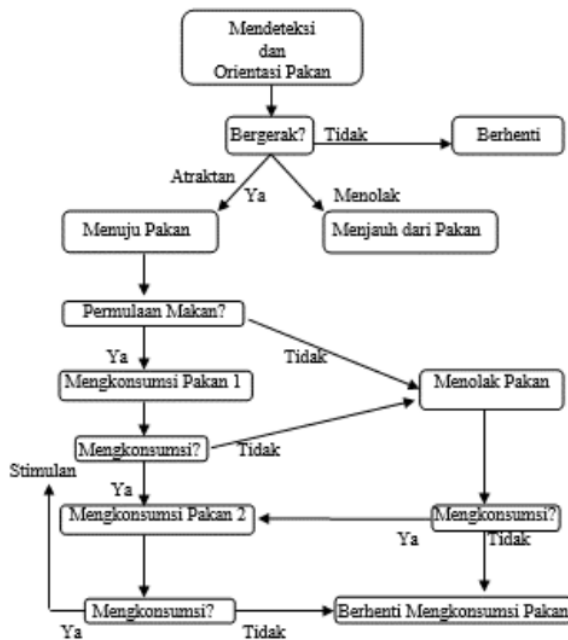 Mendeteksi
dan
Orientasi Pakan
Bergerak?
Tidak
Berhenti
Atraktan
Ya
Menolak
Menuju Pakan
Menjauh dari Pakan
Permulaan Makan?
Ya
Tidak
Mengkonsumsi Pakan 1
Menolak Pakan
Mengkonsumsi?
Tidak
Stimulan
Ya
Mengkonsumsi Pakan 2
Mengkonsumsi?
Ya
Tidak
Mengkonsumsi?
Berhenti Mengkonsumsi Pakan
Ya
Tidak